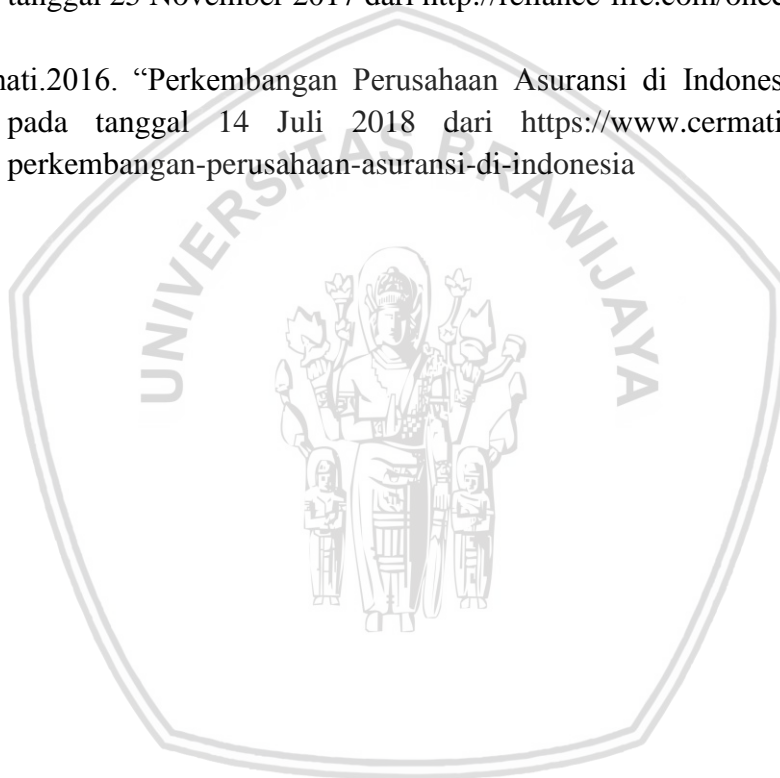 tanggal 23 November 2017 dari
mati.2016. “Perkembangan Perusahaan Asuransi di Indones
pada tanggal 14 Juli 2018 dari https://www.cermati
perkembangan-perusahaan-asuransi-di-indonesia
UNIVERSITAS BRAWIJAYA